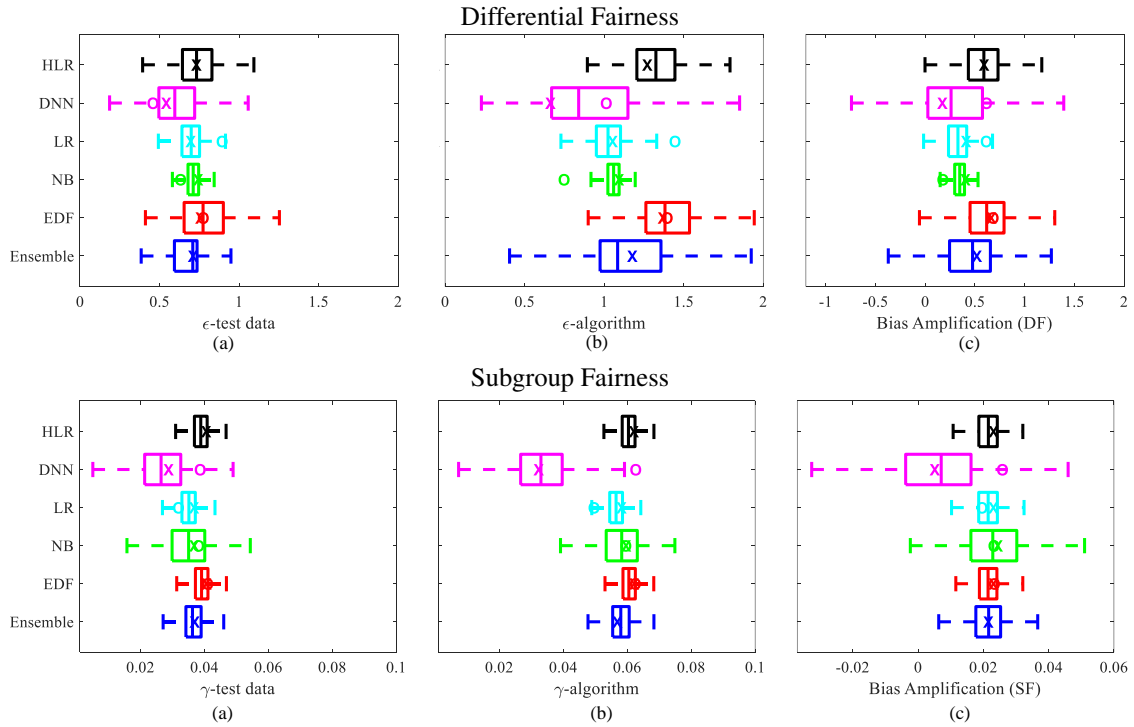 Differential Fairness
HLR
DNN
LR
NB
EDF
Ensemble
0 0.5 1 1.5 2
ϵ-test data
(a)
0 0.5 1 1.5 2
ϵ-algorithm
(b)
-1 -0.5 0 0.5 1 1.5 2
Bias Amplification (DF)
(c)
Subgroup Fairness
HLR
DNN
LR
NB
EDF
Ensemble
0.02 0.04 0.06 0.08 0.1
γ-test data
(a)
0.02 0.04 0.06 0.08 0.1
γ-algorithm
(b)
-0.02 0 0.02 0.04 0.06
Bias Amplification (SF)
(c)